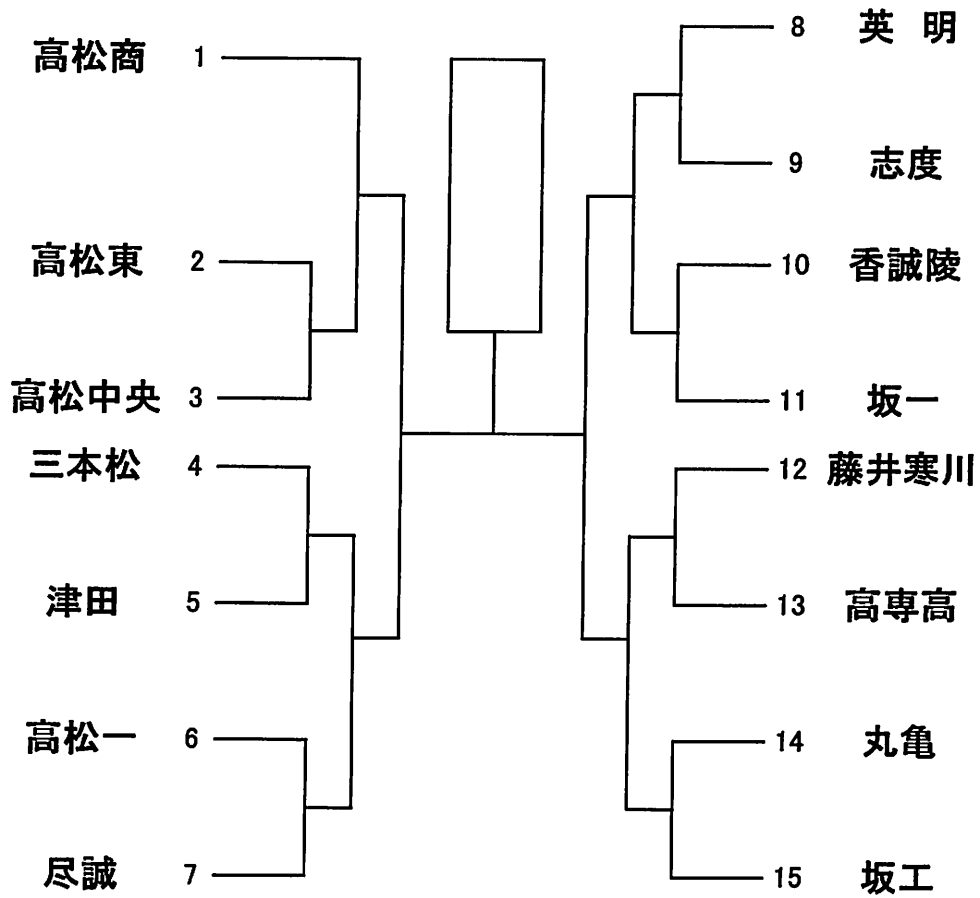 高松商 1
高松東 2
高松中央 3
三本松 4
津田 5
高松一 6
尽誠 7
8 英 明
9 志度
10 香誠陵
11 坂一
12 藤井寒川
13 高専高
14 丸亀
15 坂工